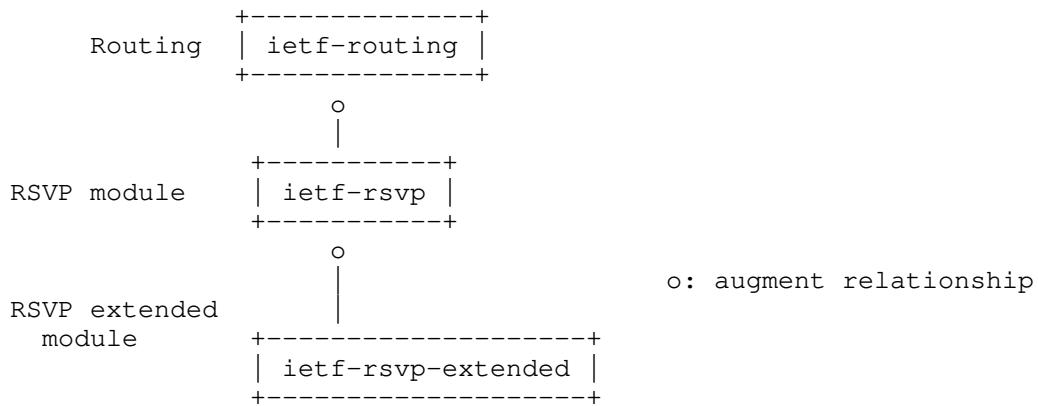 Routing ietf-routing
RSVP module ietf-rsvp
o: augment relationship
RSVP extended
module
ietf-rsvp-extended